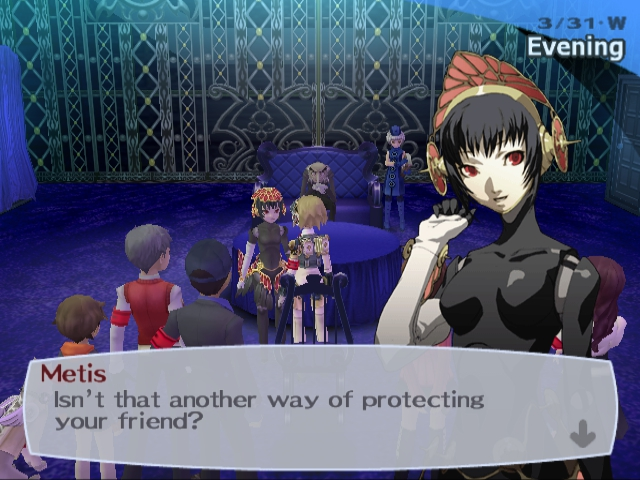 3/31・W
Evening
Metis
Isn't that another way of protecting
your friend?